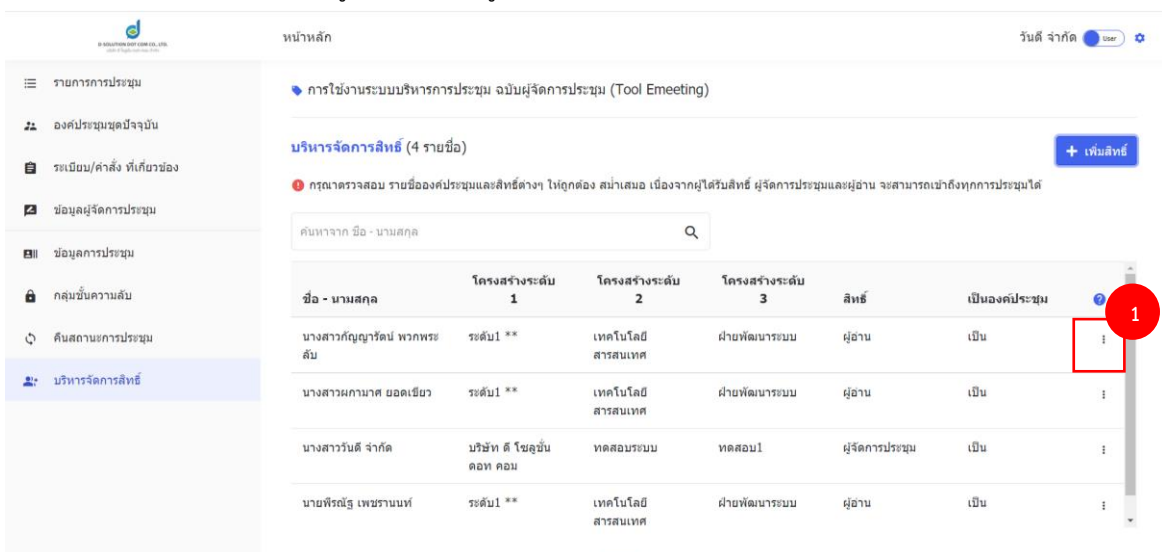 D SOLUTION DOT COM CO., LTD.
หน้าหลัก
วันดี จ่ากัด
User
รายการการประชุม
องค์ประชุมชุดปัจจุบัน
ระเบียบ/คำสั่ง ที่เกี่ยวข้อง
ข้อมูลผู้จัดการประชุม
ข้อมูลการประชุม
กลุ่มชั้นความลับ
คืนสถานะการประชุม
บริหารจัดการสิทธิ์
การใช้งานระบบบริหารการประชุม ฉบับผู้จัดการประชุม (Tool Emeeting)
บริหารจัดการสิทธิ์ (4 รายชื่อ)
+ เพิ่มสิทธิ์
กรุณาตรวจสอบ รายชื่อองค์ประชุมและสิทธิ์ต่างๆ ให้ถูกต้อง สม่ำเสมอ เนื่องจากผู้ได้รับสิทธิ์ ผู้จัดการประชุมและผู้อ่าน จะสามารถเข้าถึงทุกการประชุมได้
ค้นหาจาก ชื่อ - นามสกุล
ชื่อ - นามสกุล
โครงสร้างระดับ
1
โครงสร้างระดับ
2
โครงสร้างระดับ
3
สิทธิ์
เป็นองค์ประชุม
1
นางสาวกัญญารัตน์ พวกพระ
ลับ
ระดับ1 **
เทคโนโลยี
สารสนเทศ
ฝ่ายพัฒนาระบบ
ผู้อ่าน
เป็น
นางสาวผกามาศ ยอดเขียว
ระดับ1 **
เทคโนโลยี
สารสนเทศ
ฝ่ายพัฒนาระบบ
ผู้อ่าน
เป็น
นางสาววันดี จ่ากัด
บริษัท ดี โซลูชั่น
ดอท คอม
ทดสอบระบบ
ทดสอบ1
ผู้จัดการประชุม
เป็น
นายพีรณัฐ เพชรานนท์
ระดับ1 **
เทคโนโลยี
สารสนเทศ
ฝ่ายพัฒนาระบบ
ผู้อ่าน
เป็น